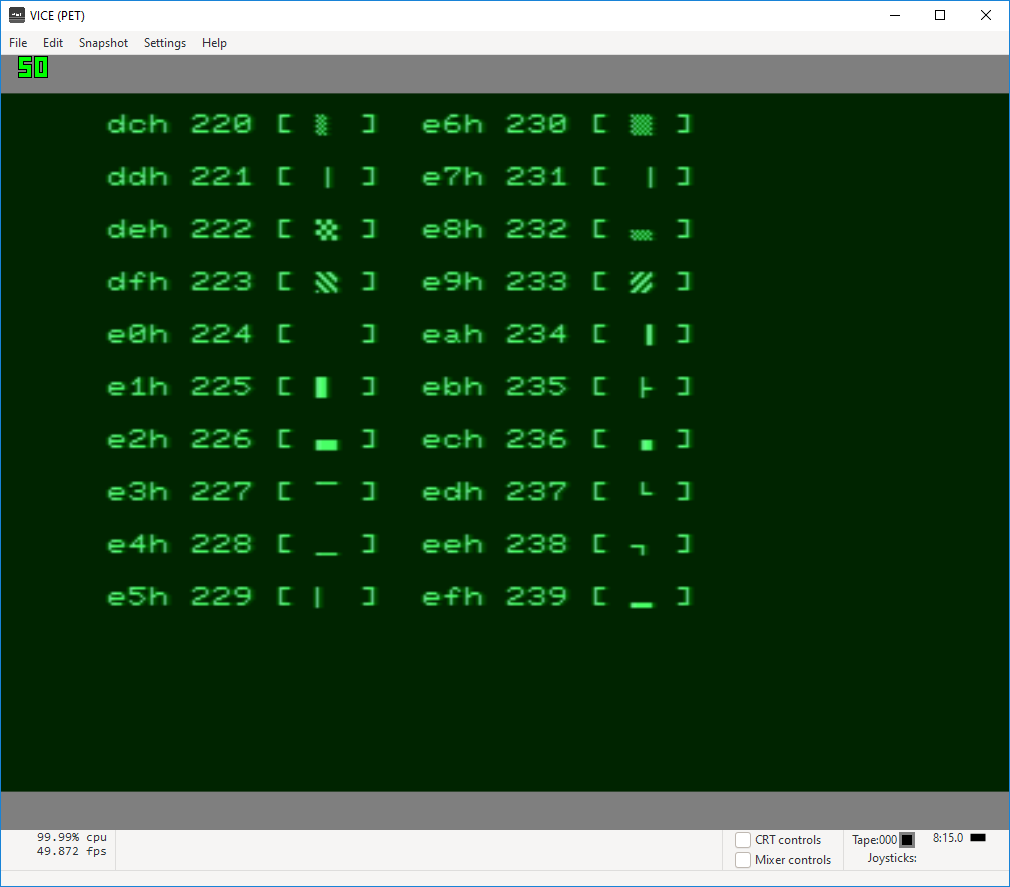 VICE (PET)
File Edit Snapshot Settings Help
50
dch 220 [ ▒ ] e6h 230 [ ▒ ]
ddh 221 [ | ] e7h 231 [ | ]
deh 222 [ ] e8h 232 [ ▒ ]
dfh 223 [ ] e9h 233 [ ]
e0h 224 [ ] eah 234 [ ▐ ]
e1h 225 [ ▌ ] ebh 235 [ ├ ]
e2h 226 [ ▄ ] ech 236 [ ▗ ]
e3h 227 [ ▔ ] edh 237 [ └ ]
e4h 228 [ ▁ ] eeh 238 [ ┐ ]
e5h 229 [ ▏ ] efh 239 [ ▂ ]
99.99% cpu
49.872 fps
CRT controls
Mixer controls
Tape:000
Joysticks:
8:15.0